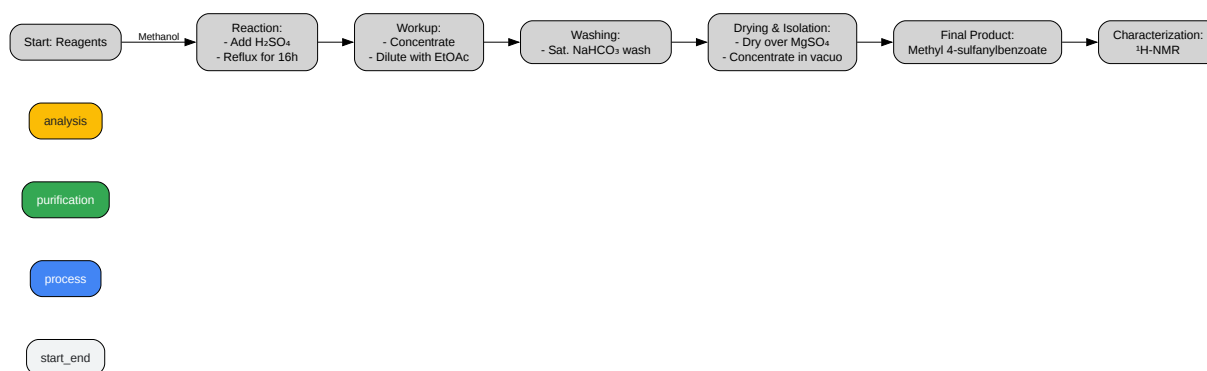 Start: Reagents
Methanol
Reaction:
- Add H₂SO₄
- Reflux for 16h
Workup:
- Concentrate
- Dilute with EtOAc
Washing:
- Sat. NaHCO₃ wash
Drying & Isolation:
- Dry over MgSO₄
- Concentrate in vacuo
Final Product:
Methyl 4-sulfanylbenzoate
Characterization:
¹H-NMR
analysis
purification
process
start_end